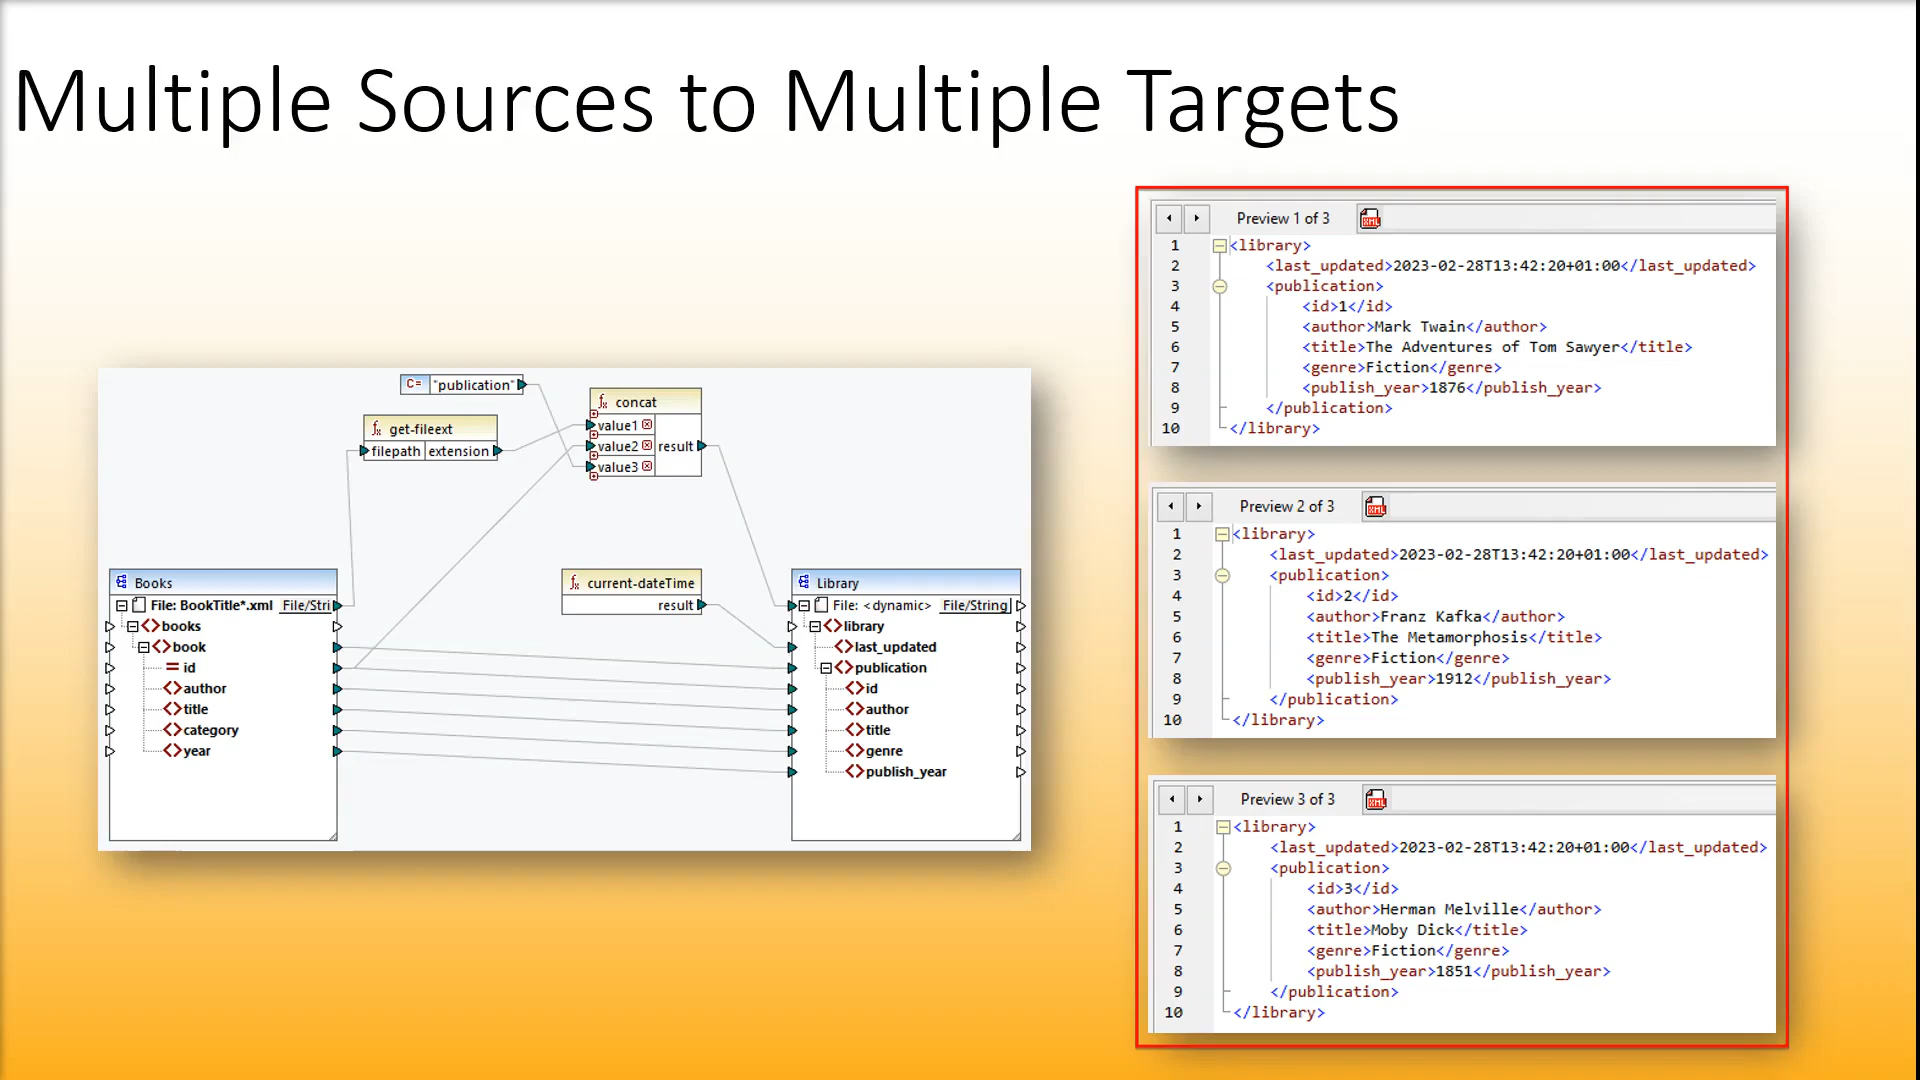 Multiple Sources to Multiple Targets
C= "publication"
concat
value1
value2 result
value3
get-fileext
filepath extension
Books
File: BookTitle*.xml File/Stri
books
book
id
author
title
category
year
current-dateTime
result
Library
File: <dynamic> File/String
library
last_updated
publication
id
author
title
genre
publish_year
Preview 1 of 3 XML
1 <library>
2 <last_updated>2023-02-28T13:42:20+01:00</last_updated>
3 <publication>
4 <id>1</id>
5 <author>Mark Twain</author>
6 <title>The Adventures of Tom Sawyer</title>
7 <genre>Fiction</genre>
8 <publish_year>1876</publish_year>
9 </publication>
10 </library>
Preview 2 of 3 XML
1 <library>
2 <last_updated>2023-02-28T13:42:20+01:00</last_updated>
3 <publication>
4 <id>2</id>
5 <author>Franz Kafka</author>
6 <title>The Metamorphosis</title>
7 <genre>Fiction</genre>
8 <publish_year>1912</publish_year>
9 </publication>
10 </library>
Preview 3 of 3 XML
1 <library>
2 <last_updated>2023-02-28T13:42:20+01:00</last_updated>
3 <publication>
4 <id>3</id>
5 <author>Herman Melville</author>
6 <title>Moby Dick</title>
7 <genre>Fiction</genre>
8 <publish_year>1851</publish_year>
9 </publication>
10 </library>